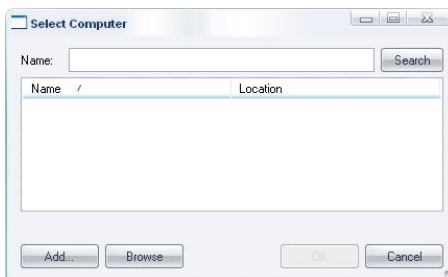 Select Computer
Name: Search
Name / Location
Add... Browse OK Cancel